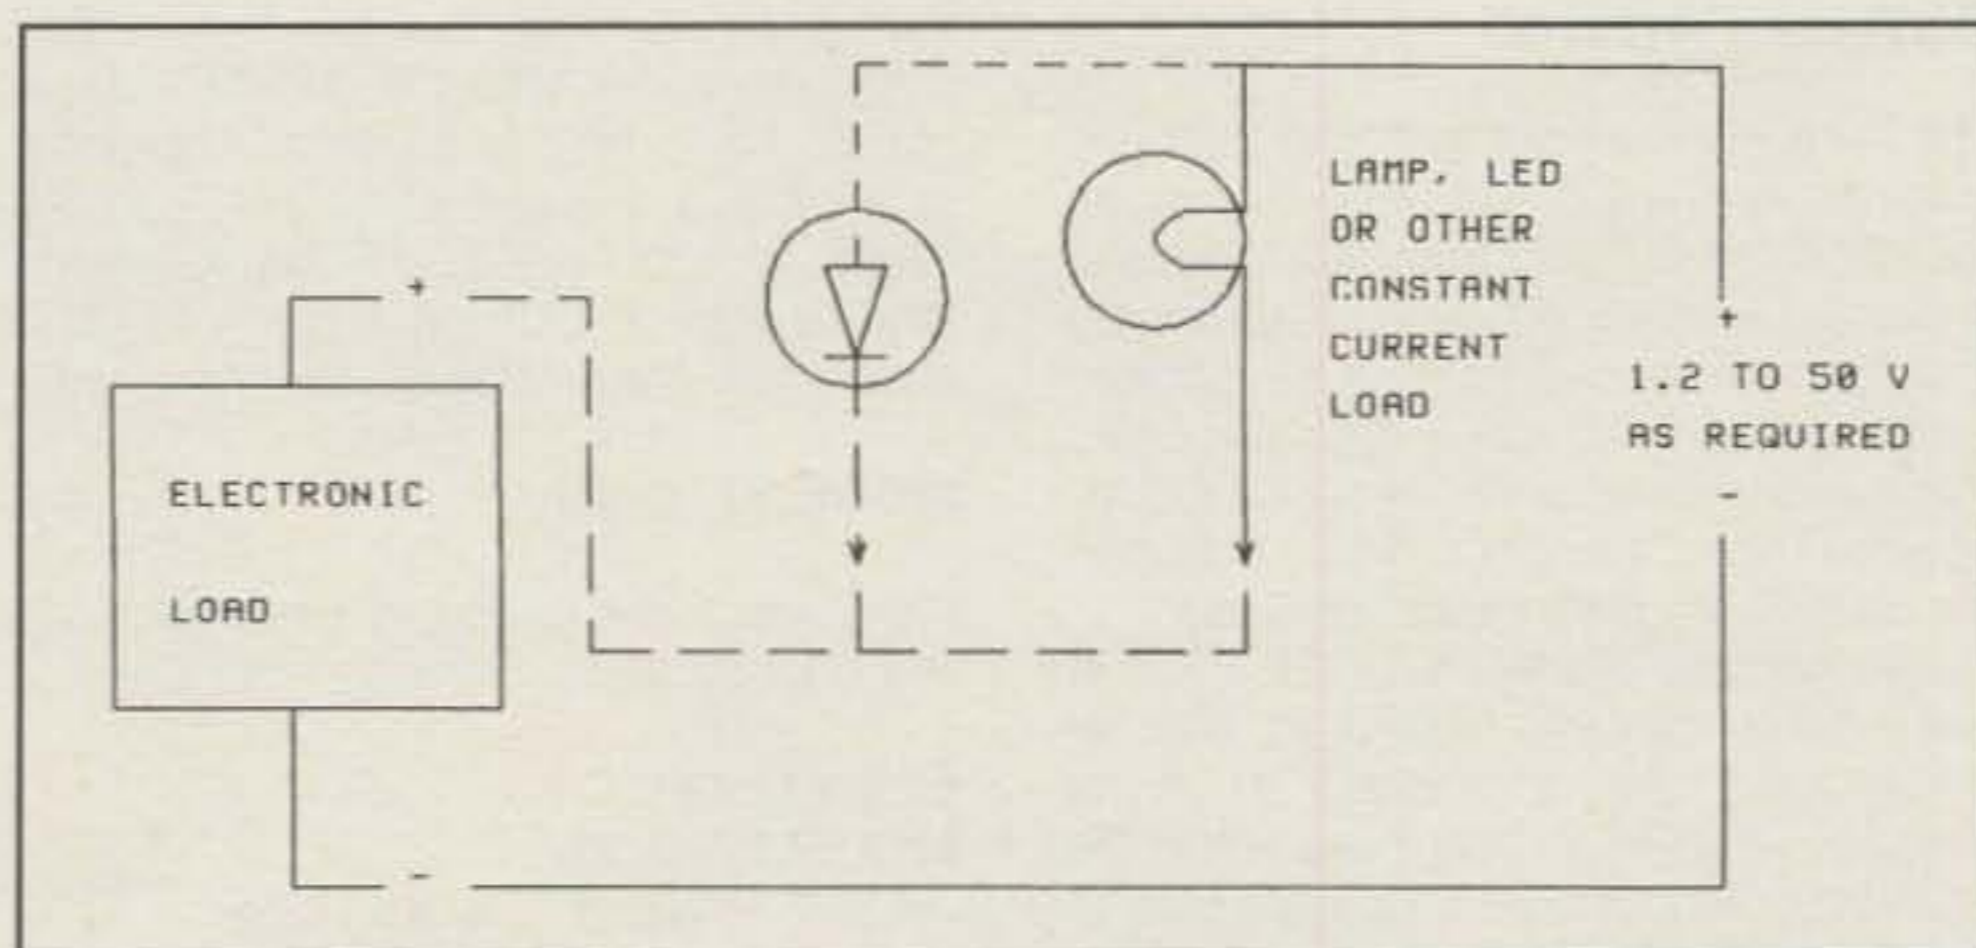 LAMP, LED
OR OTHER
CONSTANT
CURRENT
LOAD
+
+
1.2 TO 50 V
AS REQUIRED
-
ELECTRONIC
LOAD
-